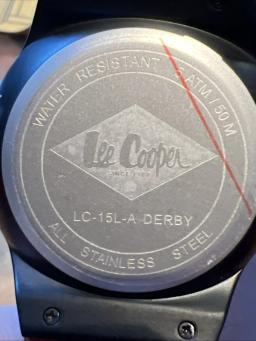 WATER RESISTANT 5 ATM / 50 M
Lee Cooper
LC-15L-A DERBY
ALL STAINLESS STEEL